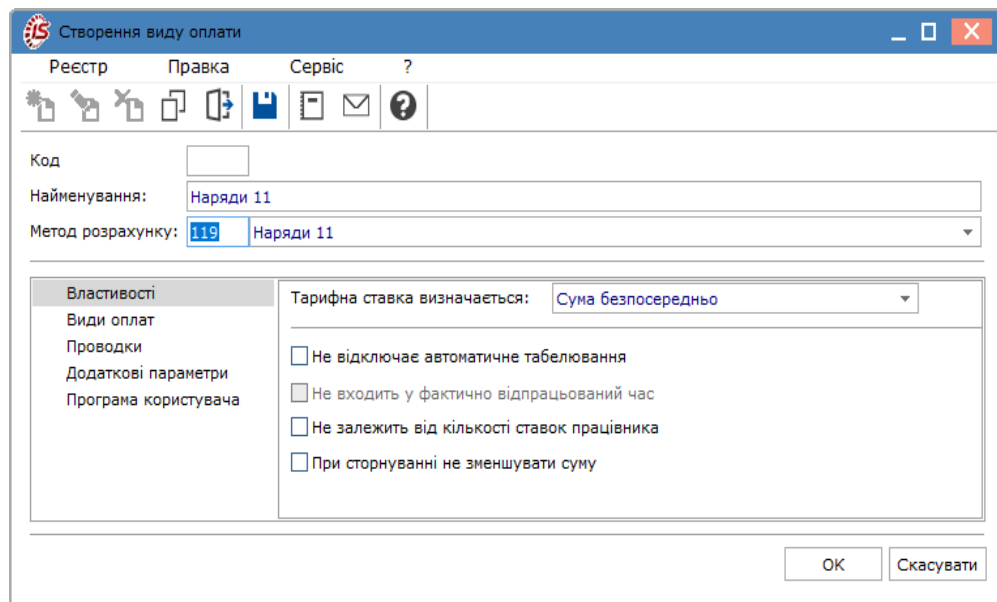 Створення виду оплати
Реєстр Правка Сервіс ?
Код
Найменування: Наряди 11
Метод розрахунку: 119 Наряди 11
Властивості
Види оплат
Проводки
Додаткові параметри
Програма користувача
Тарифна ставка визначається: Сума безпосередньо
Не відключає автоматичне табелювання
Не входить у фактично відпрацьований час
Не залежить від кількості ставок працівника
При сторнуванні не зменшувати суму
OK Скасувати